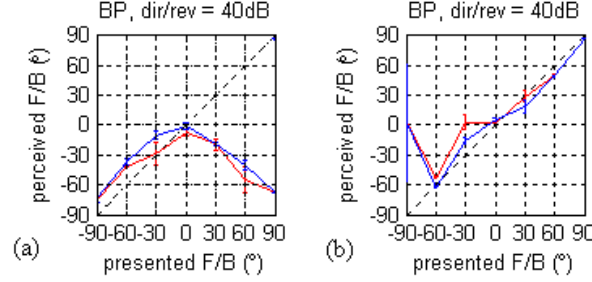 BP, dir/rev = 40dB
90
60
30
0
-30
-60
-90
perceived F/B (°)
-90-60-30 0 30 60 90
presented F/B (°)
(a)
BP, dir/rev = 40dB
90
60
30
0
-30
-60
-90
perceived F/B (°)
-90-60-30 0 30 60 90
presented F/B (°)
(b)